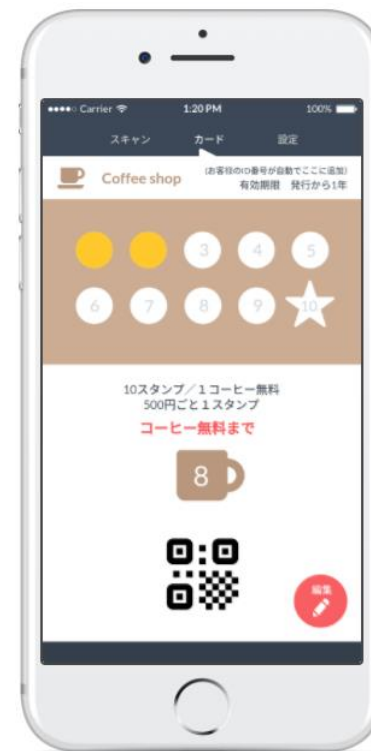 Carrier 1:20 PM 100%
スキャン カード 設定
Coffee shop
(お客様のID番号が自動でここに追加)
有効期限 発行から1年
3 4 5
6 7 8 9 10
10スタンプ／1コーヒー無料
500円ごと1スタンプ
コーヒー無料まで
8
編集